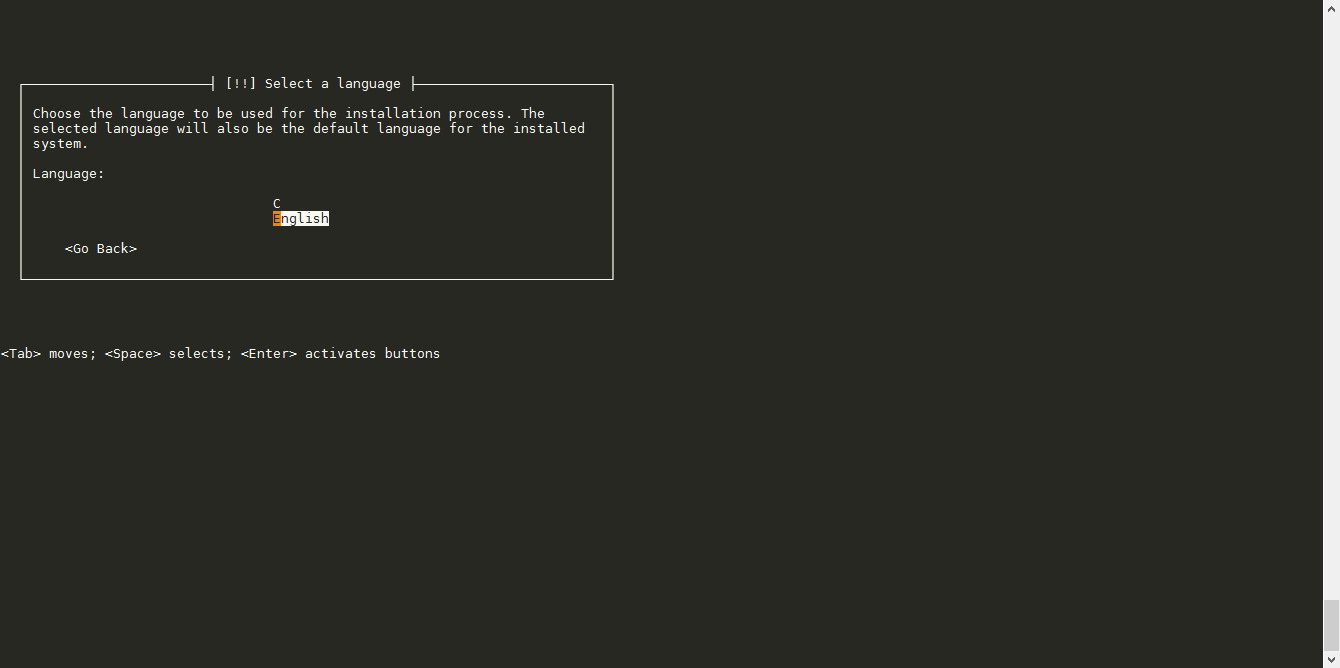 [!!] Select a language
Choose the language to be used for the installation process. The
selected language will also be the default language for the installed
system.
Language:
C
English
<Go Back>
<Tab> moves; <Space> selects; <Enter> activates buttons